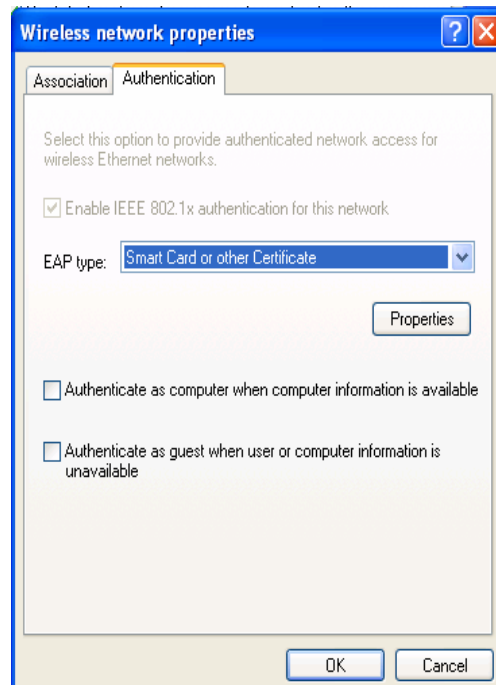 Wireless network properties
Association Authentication
Select this option to provide authenticated network access for
wireless Ethernet networks.
Enable IEEE 802.1x authentication for this network
EAP type: Smart Card or other Certificate
Properties
Authenticate as computer when computer information is available
Authenticate as guest when user or computer information is
unavailable
OK Cancel